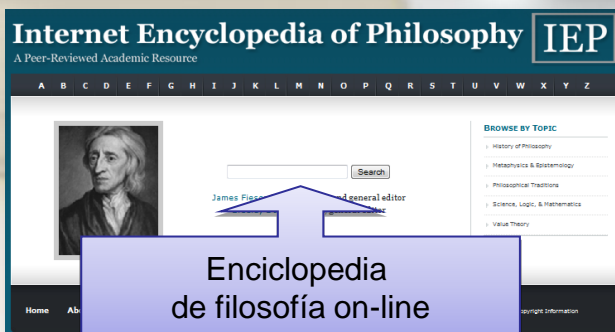 Internet Encyclopedia of Philosophy IEP
A Peer-Reviewed Academic Resource
A B C D E F G H I J K L M N O P Q R S T U V W X Y Z
BROWSE BY TOPIC
History of Philosophy
Metaphysics & Epistemology
Philosophical Traditions
Science, Logic, & Mathematics
Value Theory
Search
James and general editor
Enciclopedia
de filosofía on-line
Home
Copyright Information